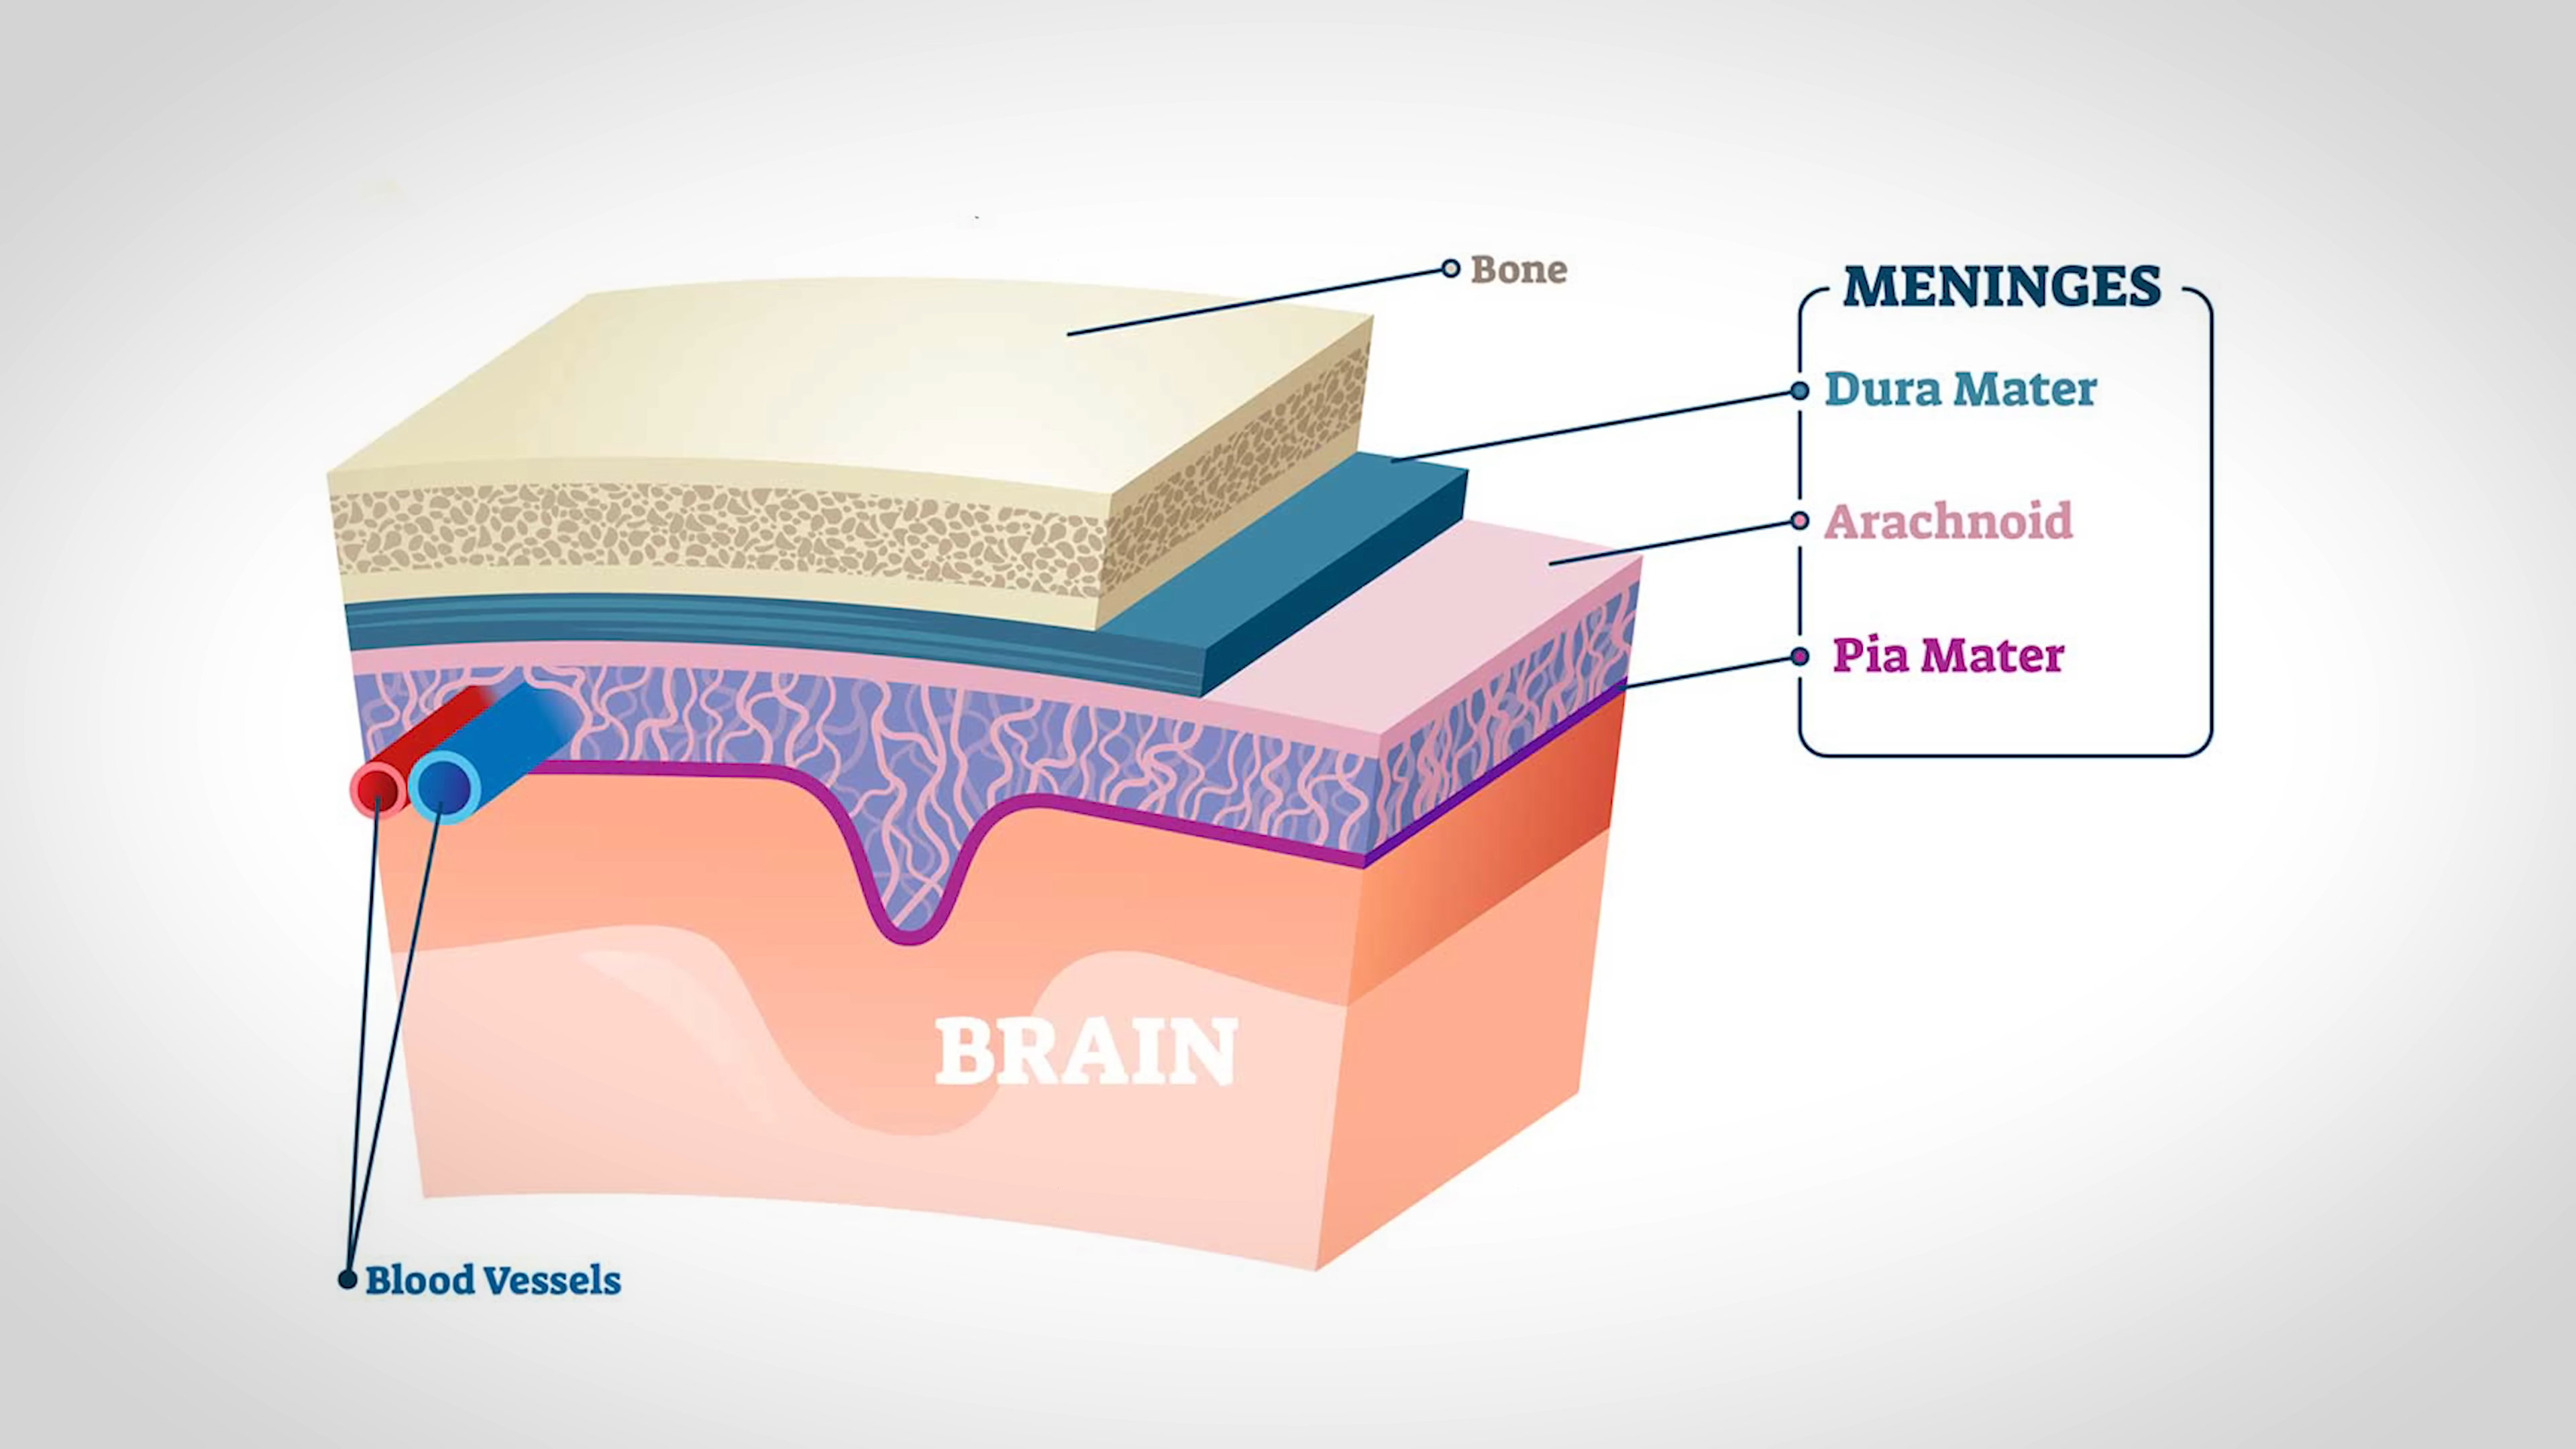 Bone
MENINGES
Dura Mater
Arachnoid
Pia Mater
BRAIN
Blood Vessels